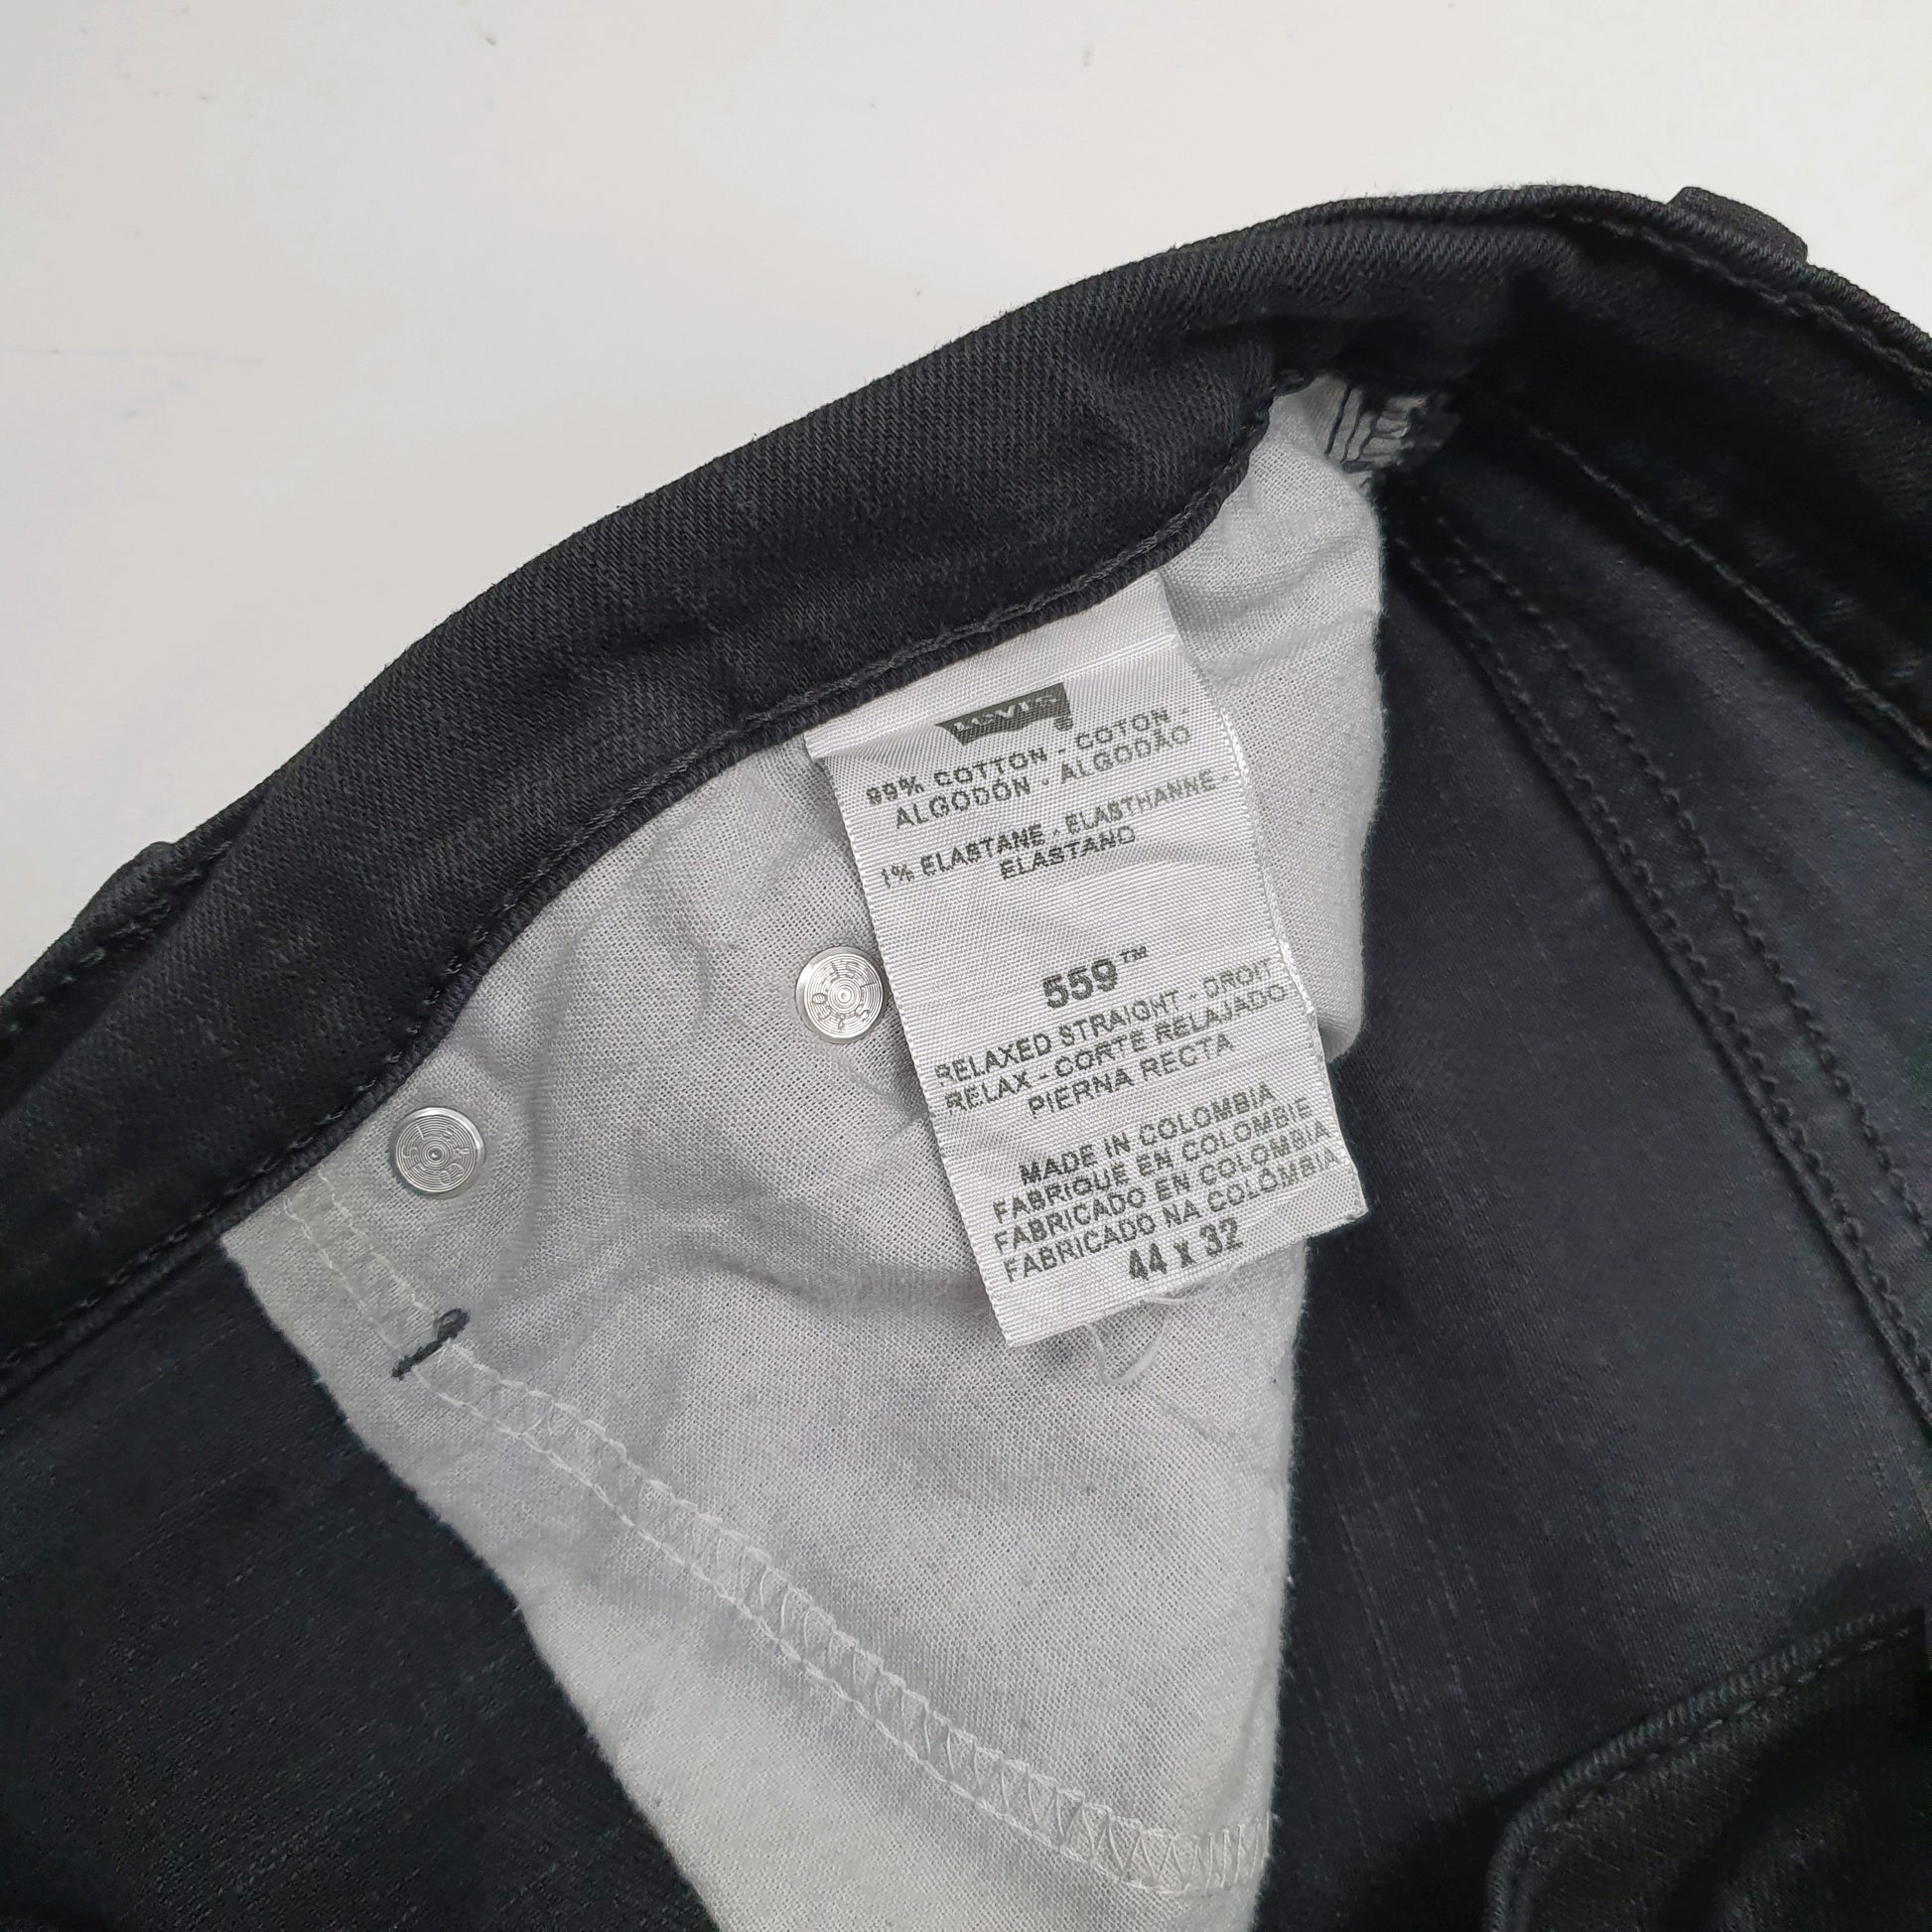 LEVI'S
99% COTTON - COTON -
ALGODÓN - ALGODÃO
1% ELASTANE - ELASTHANNE -
ELASTANO
559™
RELAXED STRAIGHT - DROIT
RELAX - CORTE RELAJADO
PIERNA RECTA
MADE IN COLOMBIA
FABRIQUE EN COLOMBIE
FABRICADO EN COLOMBIA
FABRICADO NA COLÔMBIA
44 x 32